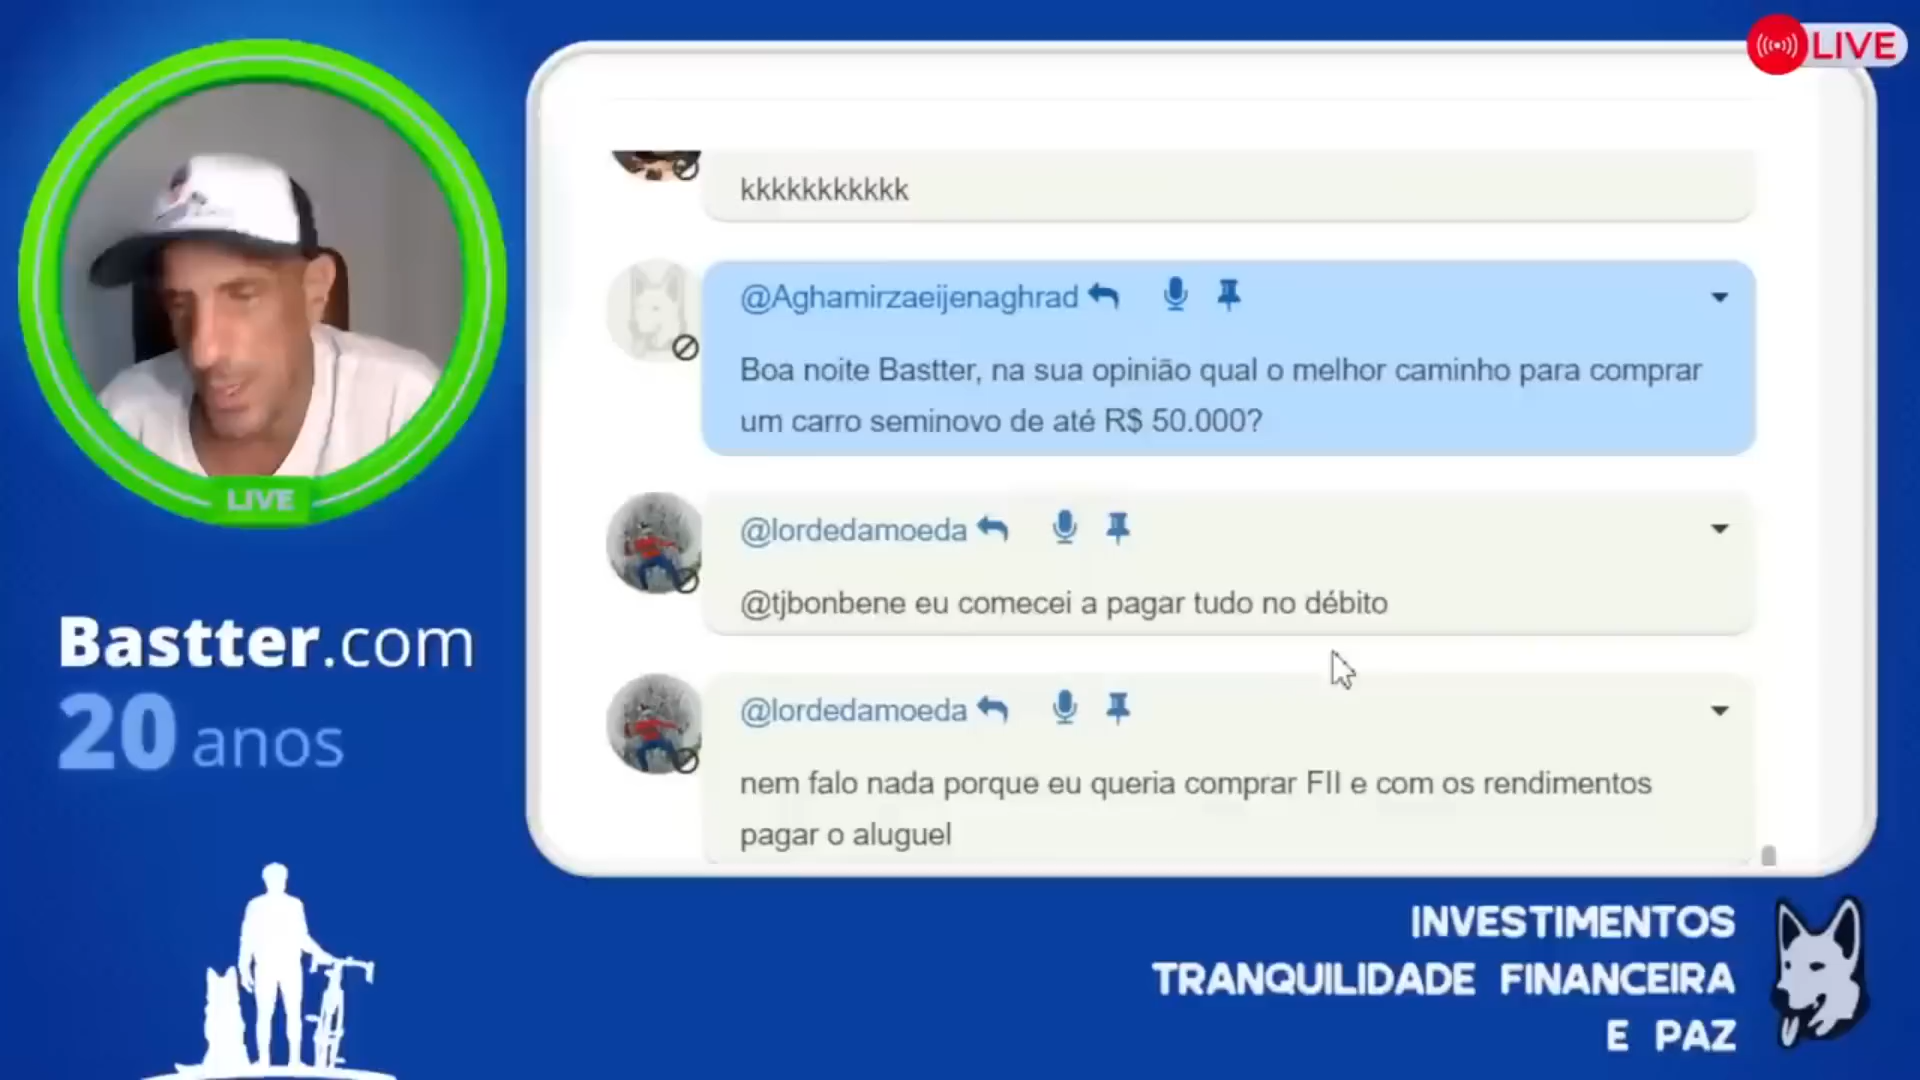 LIVE
kkkkkkkkkkk
@Aghamirzaeijenaghrad
Boa noite Bastter, na sua opinião qual o melhor caminho para comprar
um carro seminovo de até R$ 50.000?
LIVE
@lordedamoeda
@tjbonbene eu comecei a pagar tudo no débito
Bastter.com
20 anos
@lordedamoeda
nem falo nada porque eu queria comprar FII e com os rendimentos
pagar o aluguel
INVESTIMENTOS
TRANQUILIDADE FINANCEIRA
E PAZ